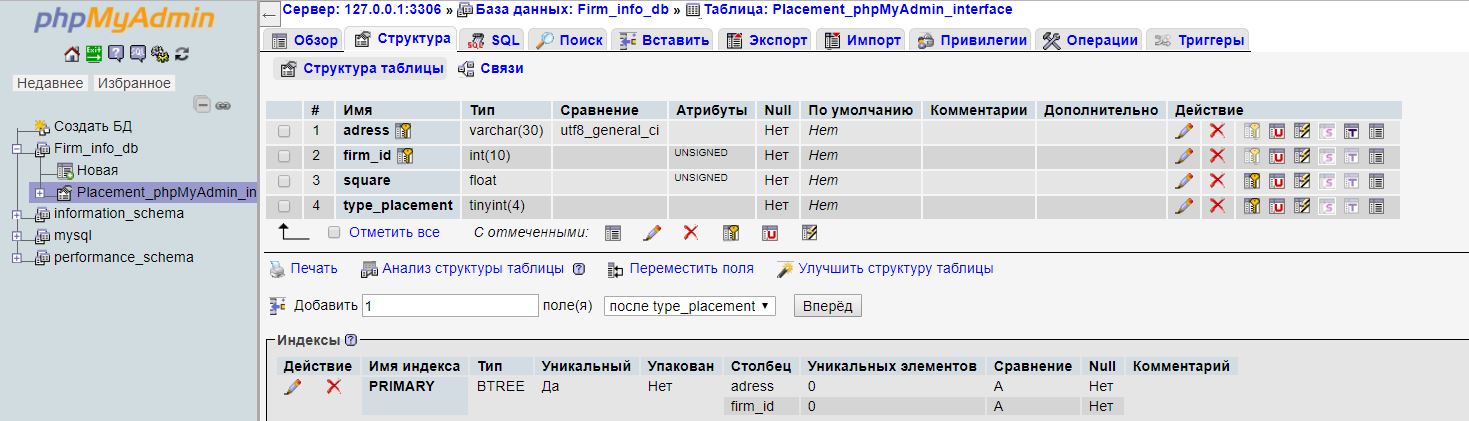 phpMyAdmin
Недавнее Избранное
Создать БД
Firm_info_db
Новая
Placement_phpMyAdmin_in
information_schema
mysql
performance_schema
Сервер: 127.0.0.1:3306 » База данных: Firm_info_db » Таблица: Placement_phpMyAdmin_interface
Обзор Структура SQL Поиск Вставить Экспорт Импорт Привилегии Операции Триггеры
Структура таблицы Связи
# Имя Тип Сравнение Атрибуты Null По умолчанию Комментарии Дополнительно Действие
1 adress varchar(30) utf8_general_ci Нет Нет
2 firm_id int(10) UNSIGNED Нет Нет
3 square float UNSIGNED Нет Нет
4 type_placement tinyint(4) Нет Нет
Отметить все С отмеченными:
Печать Анализ структуры таблицы Переместить поля Улучшить структуру таблицы
Добавить 1 поле(я) после type_placement Вперёд
Индексы
Действие Имя индекса Тип Уникальный Упакован Столбец Уникальных элементов Сравнение Null Комментарий
PRIMARY BTREE Да Нет adress 0 A Нет
firm_id 0 A Нет